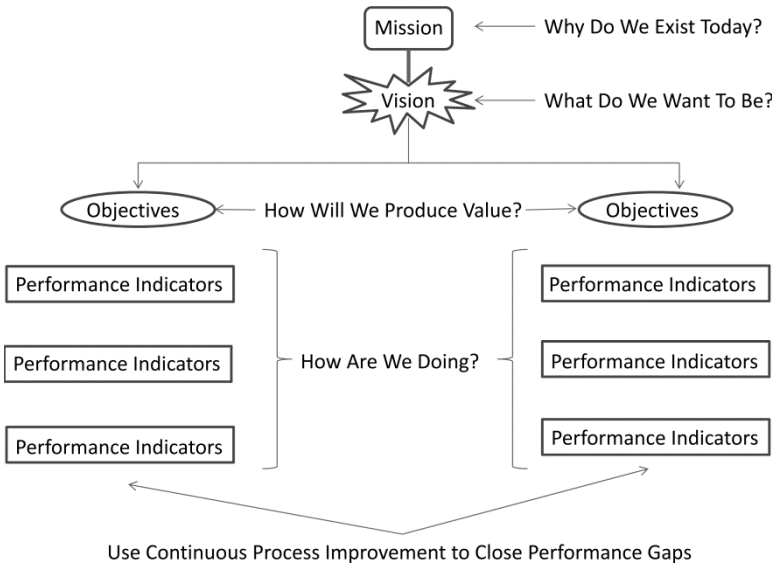 Mission
Why Do We Exist Today?
Vision
What Do We Want To Be?
Objectives
How Will We Produce Value?
Objectives
Performance Indicators
Performance Indicators
Performance Indicators
How Are We Doing?
Performance Indicators
Performance Indicators
Performance Indicators
Use Continuous Process Improvement to Close Performance Gaps